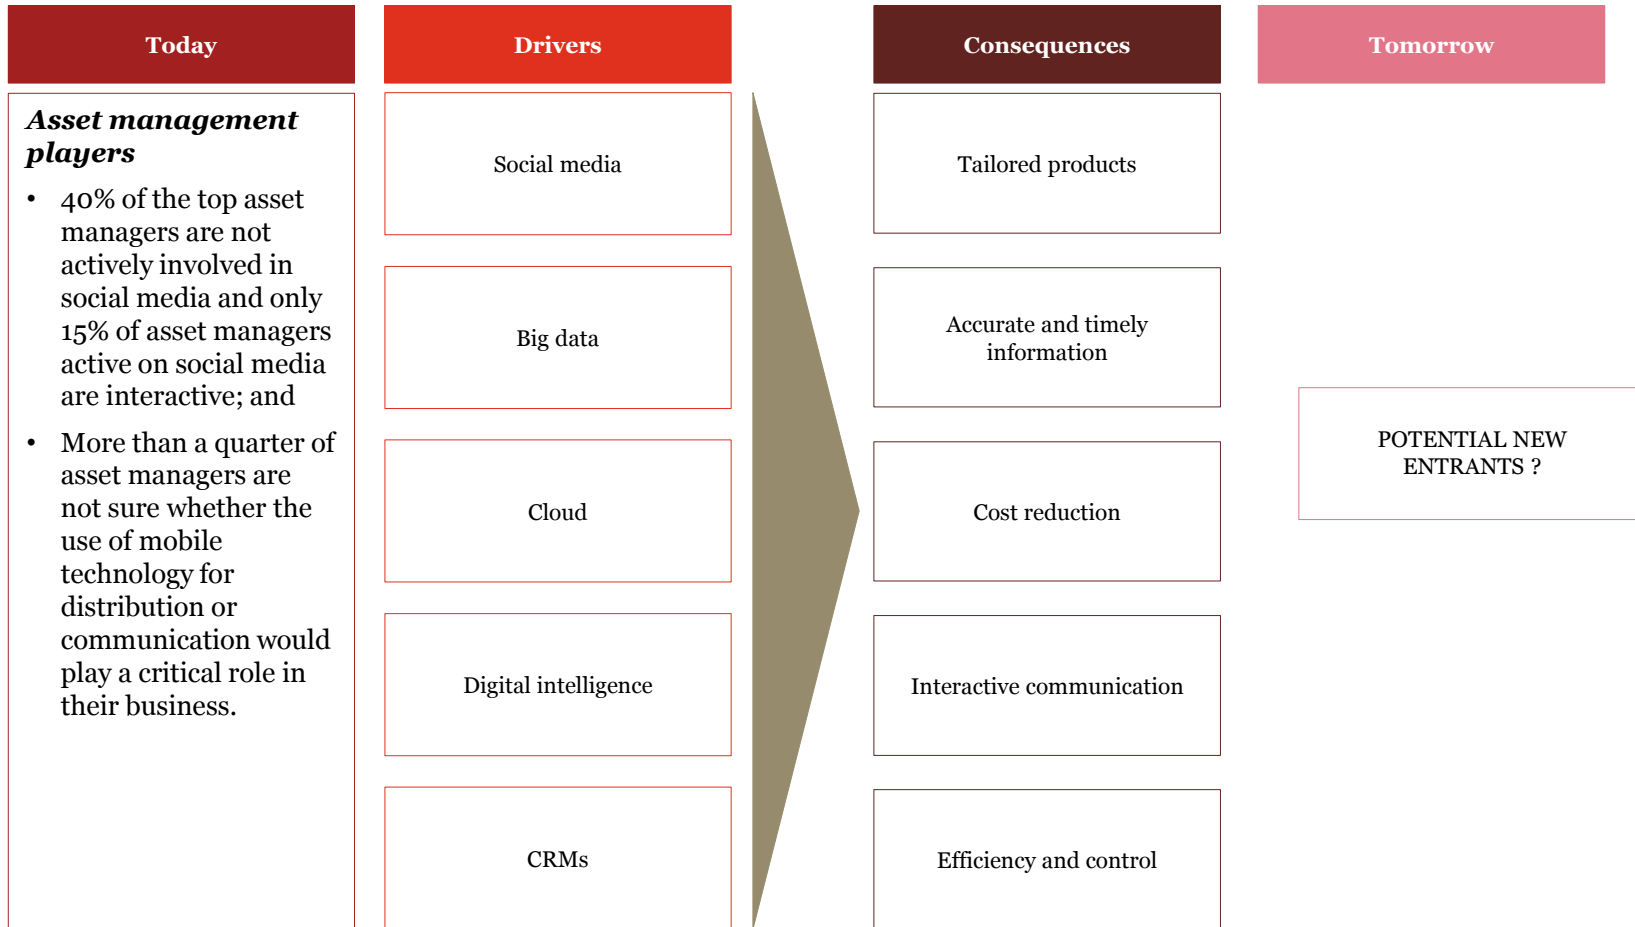 Today
Drivers
Consequences
Tomorrow
Asset management
players
• 40% of the top asset
managers are not
actively involved in
social media and only
15% of asset managers
active on social media
are interactive; and
• More than a quarter of
asset managers are
not sure whether the
use of mobile
technology for
distribution or
communication would
play a critical role in
their business.
Social media
Big data
Cloud
Digital intelligence
CRMs
Tailored products
Accurate and timely
information
Cost reduction
Interactive communication
Efficiency and control
POTENTIAL NEW
ENTRANTS ?